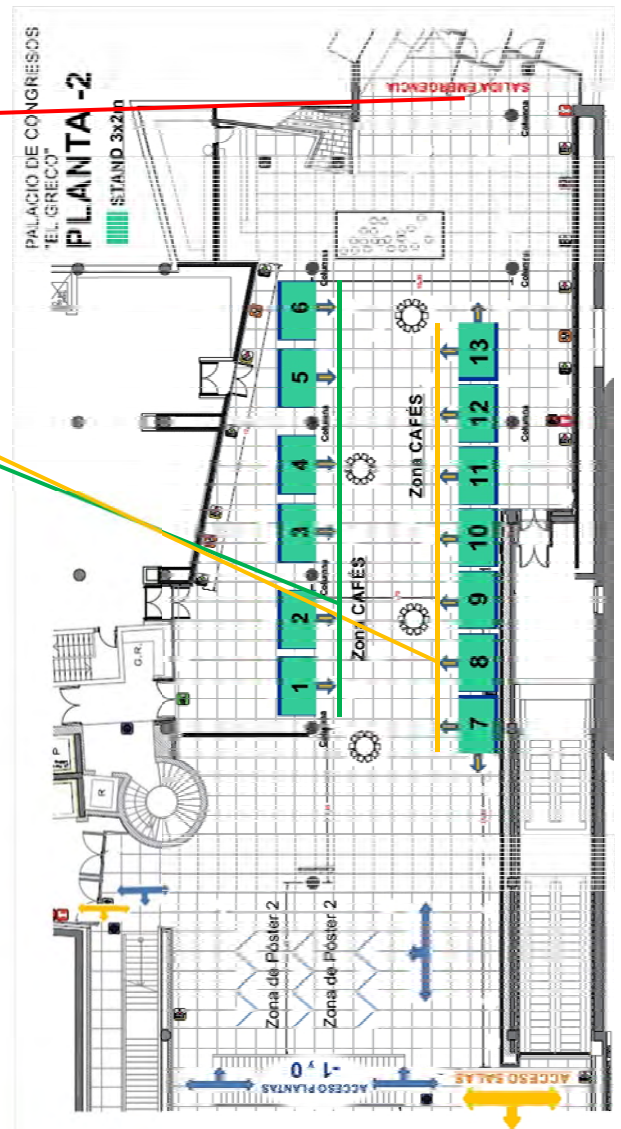 PALACIO DE CONGRESOS
"EL GRECO"
PLANTA -2
STAND 3x2m
SALIDA EMERGENCIA
6
5
4
3
2
1
Columna
Columna
Columna
Columna
Zona CAFÉS
Zona CAFÉS
13
12
11
10
9
8
7
Columna
Columna
Columna
G.R.
P
R
Zona de Póster 2
Zona de Póster 2
ACCESO PLANTAS
-1 y 0
ACCESO SALAS